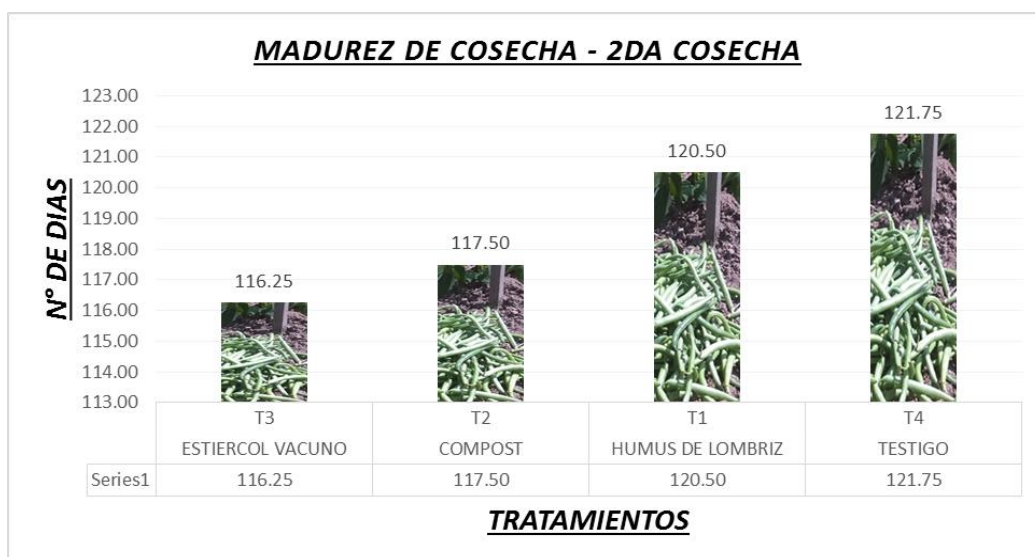 MADUREZ DE COSECHA - 2DA COSECHA
N° DE DIAS
123.00
122.00
121.00
120.00
119.00
118.00
117.00
116.00
115.00
114.00
113.00
116.25
117.50
120.50
121.75
T3 T2 T1 T4
ESTIERCOL VACUNO COMPOST HUMUS DE LOMBRIZ TESTIGO
Series1 116.25 117.50 120.50 121.75
TRATAMIENTOS